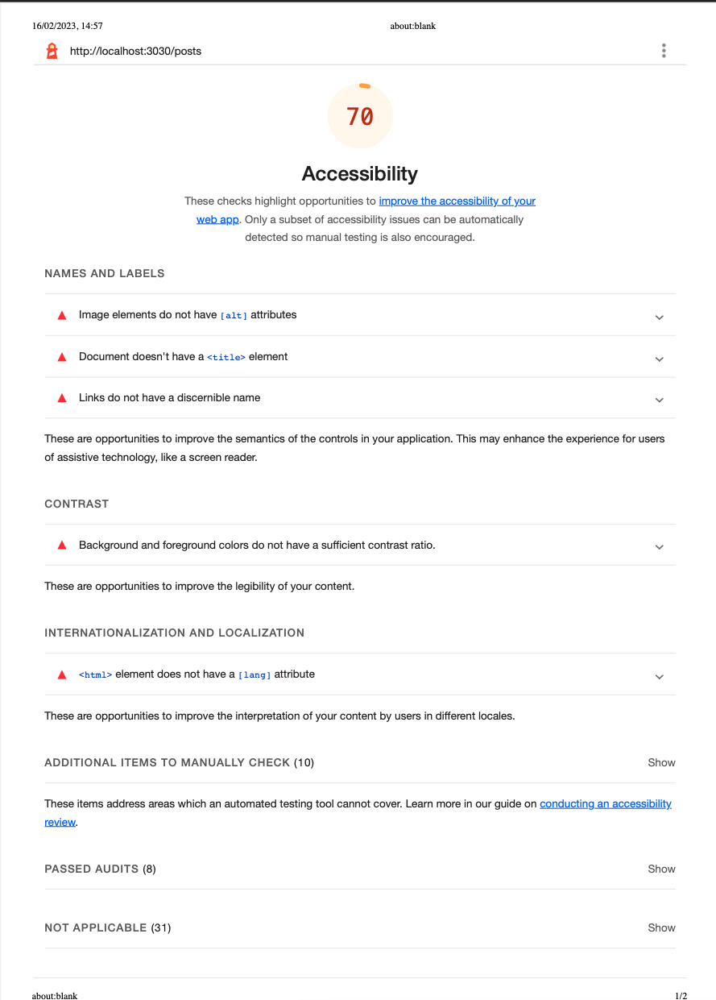 16/02/2023, 14:57
about:blank
http://localhost:3030/posts
70
Accessibility
These checks highlight opportunities to improve the accessibility of your
web app. Only a subset of accessibility issues can be automatically
detected so manual testing is also encouraged.
NAMES AND LABELS
Image elements do not have [alt] attributes
Document doesn't have a <title> element
Links do not have a discernible name
These are opportunities to improve the semantics of the controls in your application. This may enhance the experience for users
of assistive technology, like a screen reader.
CONTRAST
Background and foreground colors do not have a sufficient contrast ratio.
These are opportunities to improve the legibility of your content.
INTERNATIONALIZATION AND LOCALIZATION
<html> element does not have a [lang] attribute
These are opportunities to improve the interpretation of your content by users in different locales.
ADDITIONAL ITEMS TO MANUALLY CHECK (10)
Show
These items address areas which an automated testing tool cannot cover. Learn more in our guide on conducting an accessibility
review.
PASSED AUDITS (8)
Show
NOT APPLICABLE (31)
Show
about:blank
1/2